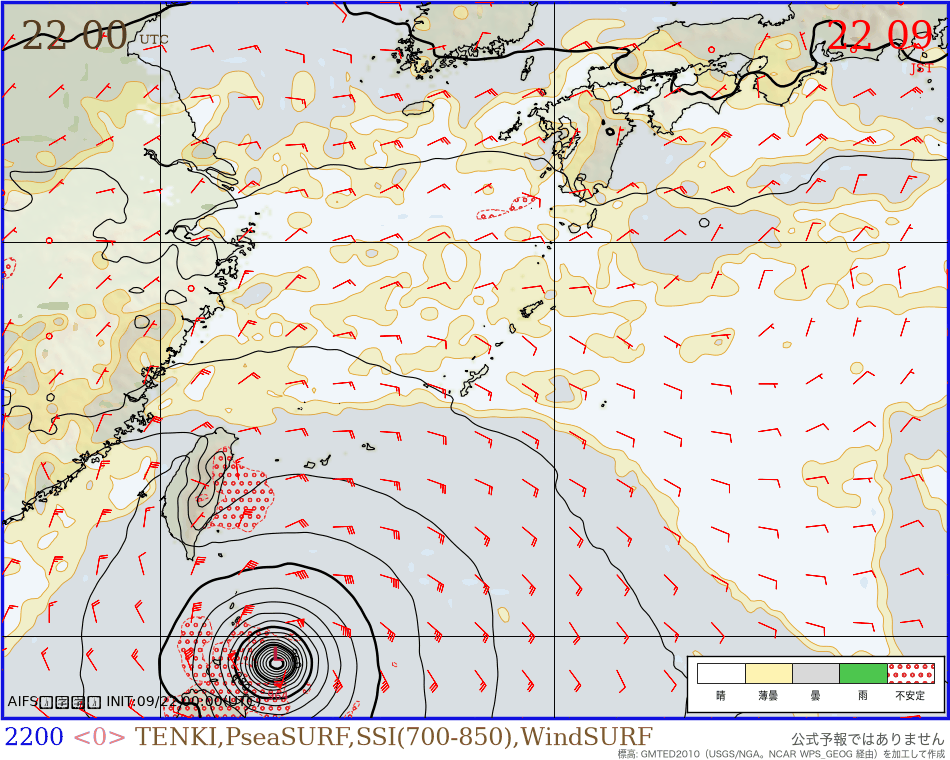 22 00 UTC
22 09
JST
晴 薄曇 曇 雨 不安定
AIFS INIT:09/22 00:00(UTC)
2200 <0> TENKI,PseaSURF,SSI(700-850),WindSURF
公式予報ではありません
標高: GMTED2010（USGS/NGA。NCAR WPS_GEOG 経由）を加工して作成